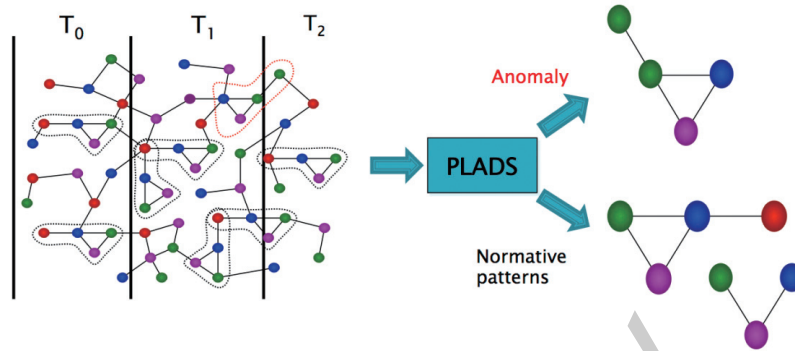 T₀ T₁ T₂
Anomaly
PLADS
Normative
patterns